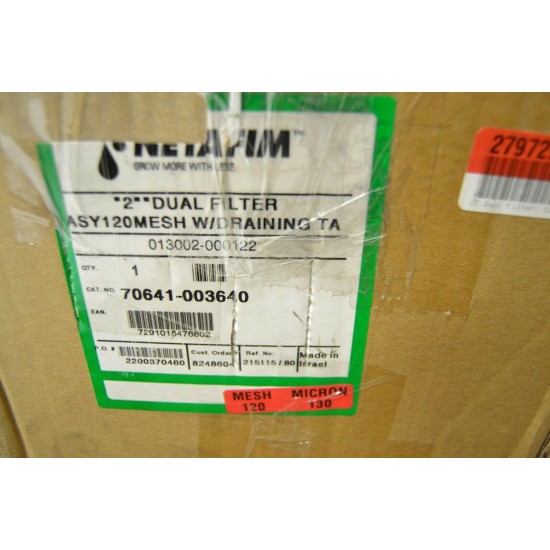 NETAFIM™
GROW MORE WITH LESS
"2""DUAL FILTER
ASY120MESH W/DRAINING TA
013002-000122
QTY. 1
CAT. NO. 70641-003640
EAN.
7291015476802
P.O.# 2200370460
Cust. Order# 8248604
Ref. No: 215115/80
Made in Israel
MESH 120
MICRON 130
27972